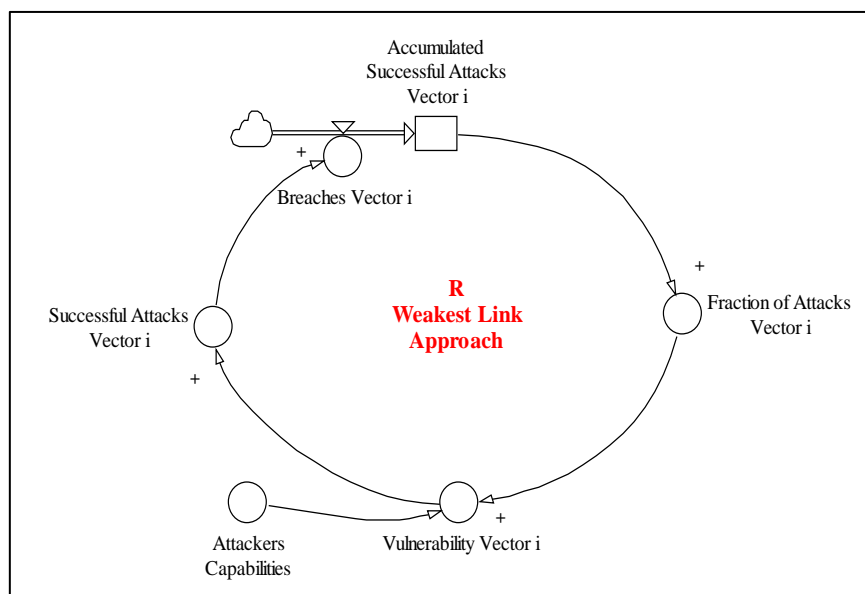 Accumulated
Successful Attacks
Vector i
+
Breaches Vector i
+
R
Weakest Link
Approach
Successful Attacks
Vector i
Fraction of Attacks
Vector i
+
+
Attackers
Capabilities
Vulnerability Vector i